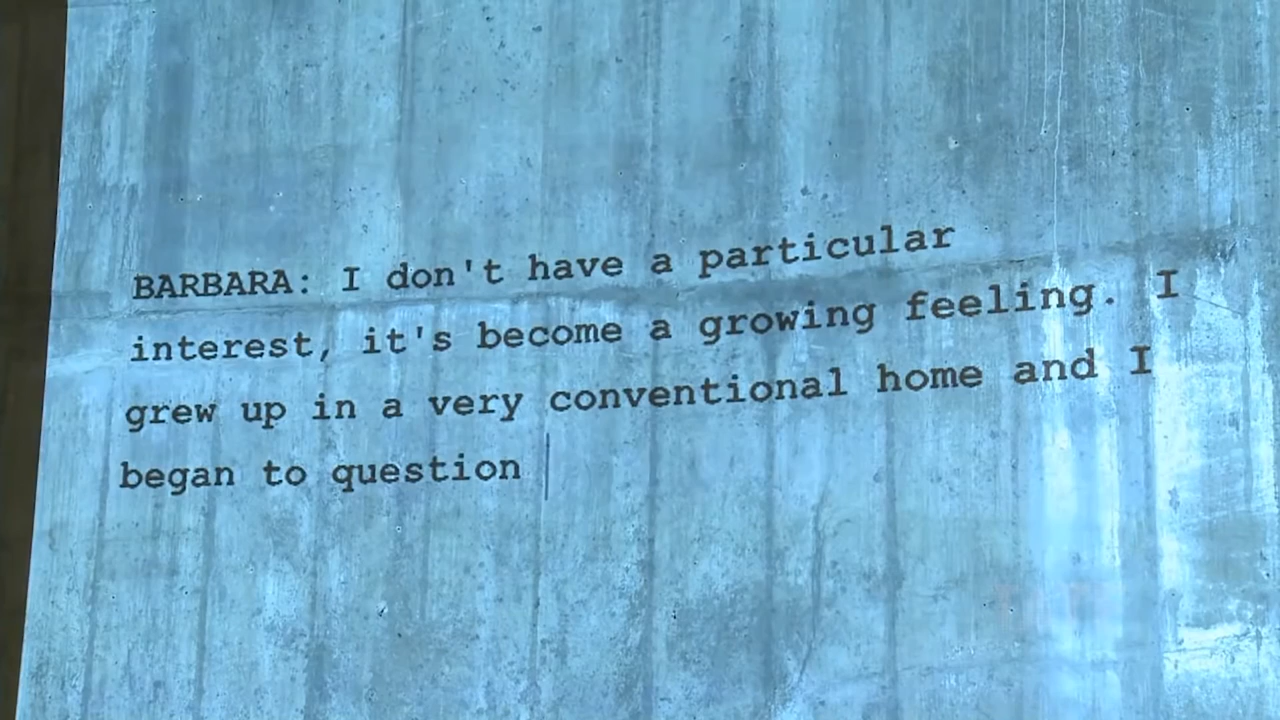 BARBARA: I don't have a particular
interest, it's become a growing feeling. I
grew up in a very conventional home and I
began to question